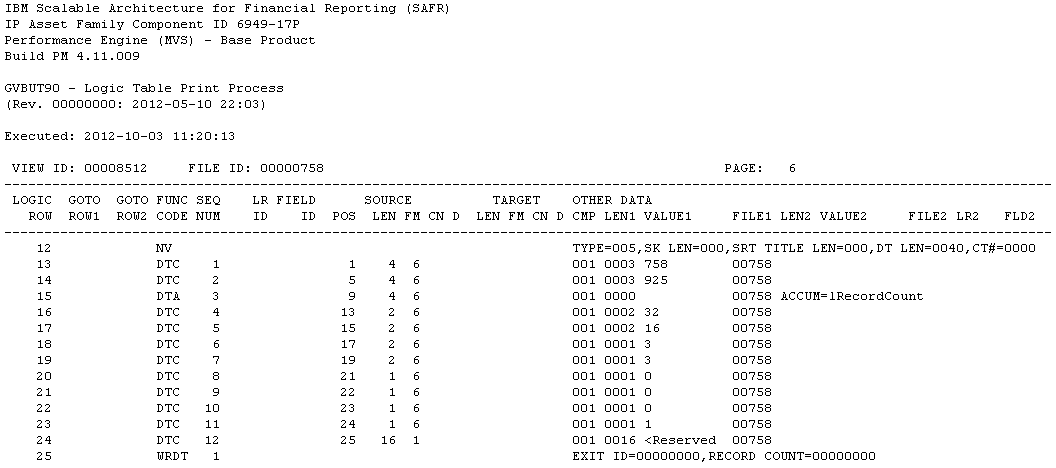 IBM Scalable Architecture for Financial Reporting (SAFR)
IP Asset Family Component ID 6949-17P
Performance Engine (MVS) - Base Product
Build PM 4.11.009
GVBUT90 - Logic Table Print Process
(Rev. 00000000: 2012-05-10 22:03)
Executed: 2012-10-03 11:20:13
VIEW ID: 00008512 FILE ID: 00000758 PAGE: 6
LOGIC GOTO GOTO FUNC SEQ LR FIELD SOURCE TARGET OTHER DATA
ROW ROW1 ROW2 CODE NUM ID ID POS LEN FM CN D LEN FM CN D CMP LEN1 VALUE1 FILE1 LEN2 VALUE2 FILE2 LR2 FLD2
12 NV TYPE=005,SK LEN=000,SRT TITLE LEN=000,DT LEN=0040,CT#=0000
13 DTC 1 1 4 6 001 0003 758 00758
14 DTC 2 5 4 6 001 0003 925 00758
15 DTA 3 9 4 6 001 0000 00758 ACCUM=lRecordCount
16 DTC 4 13 2 6 001 0002 32 00758
17 DTC 5 15 2 6 001 0002 16 00758
18 DTC 6 17 2 6 001 0001 3 00758
19 DTC 7 19 2 6 001 0001 3 00758
20 DTC 8 21 1 6 001 0001 0 00758
21 DTC 9 22 1 6 001 0001 0 00758
22 DTC 10 23 1 6 001 0001 0 00758
23 DTC 11 24 1 6 001 0001 1 00758
24 DTC 12 25 16 1 001 0016 <Reserved 00758
25 WRDT 1 EXIT ID=00000000,RECORD COUNT=00000000